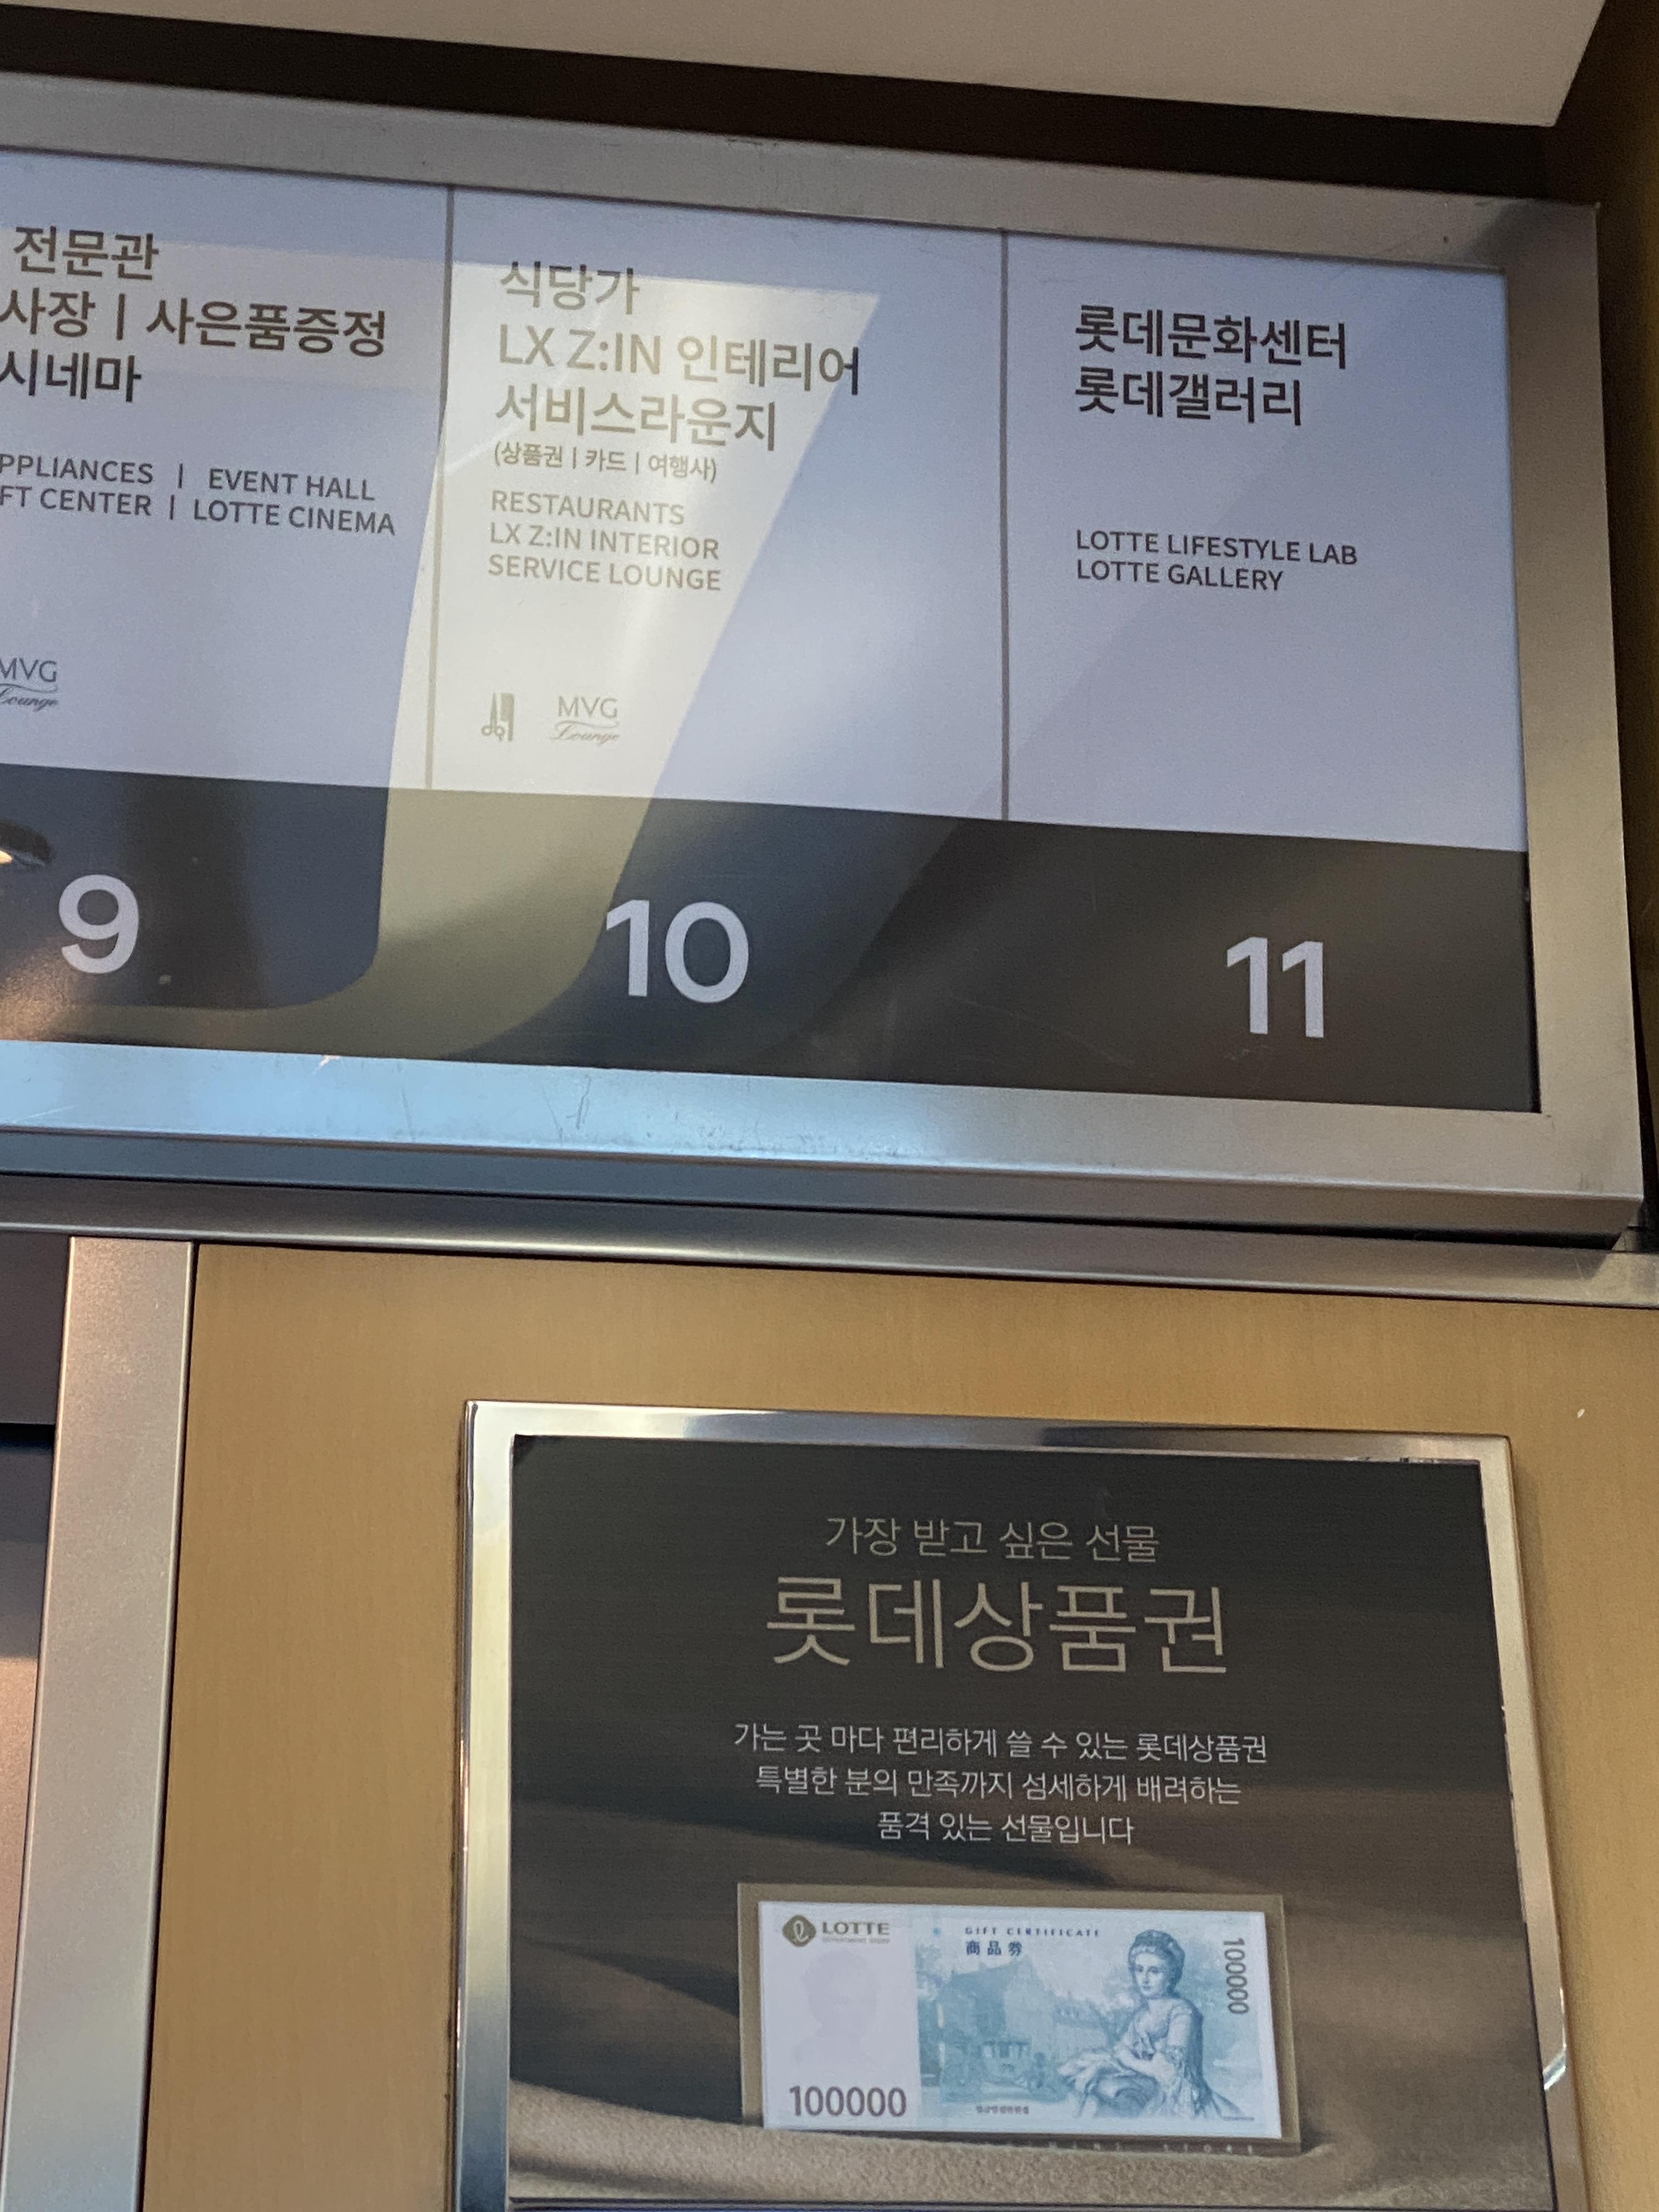 전문관
사장 | 사은품증정
시네마
PPLIANCES | EVENT HALL
FT CENTER | LOTTE CINEMA
MVG
Lounge
9
식당가
LX Z:IN 인테리어
서비스라운지
(상품권 | 카드 | 여행사)
RESTAURANTS
LX Z:IN INTERIOR
SERVICE LOUNGE
MVG
Lounge
10
롯데문화센터
롯데갤러리
LOTTE LIFESTYLE LAB
LOTTE GALLERY
11
가장 받고 싶은 선물
롯데상품권
가는 곳 마다 편리하게 쓸 수 있는 롯데상품권
특별한 분의 만족까지 섬세하게 배려하는
품격 있는 선물입니다
LOTTE
GIFT CERTIFICATE
商品券
100000
100000